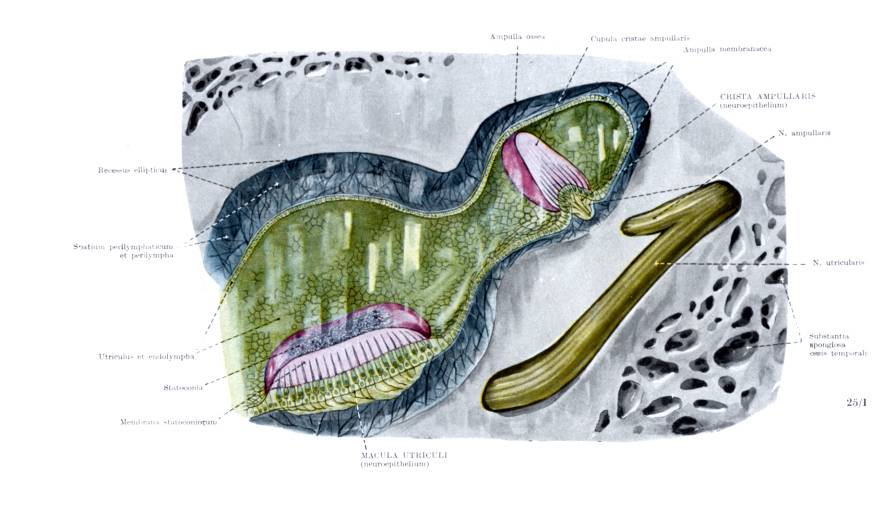 Ampulla ossea
Cupula cristae ampullaris
Ampulla membranacea
CRISTA AMPULLARIS
(neuroepithelium)
N. ampullaris
Recessus ellipticus
Spatium perilymphaticum
et perilympha
N. utricularis
Utriculus et endolympha
Substantia
spongiosa
ossis temporalis
Statoconia
25/I
Membrana statoconiorum
MACULA UTRICULI
(neuroepithelium)